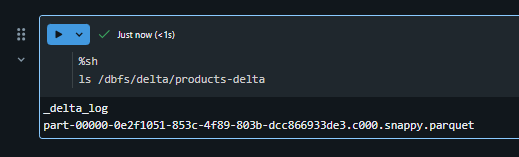 Just now (<1s)
%sh
ls /dbfs/delta/products-delta
_delta_log
part-00000-0e2f1051-853c-4f89-803b-dcc866933de3.c000.snappy.parquet